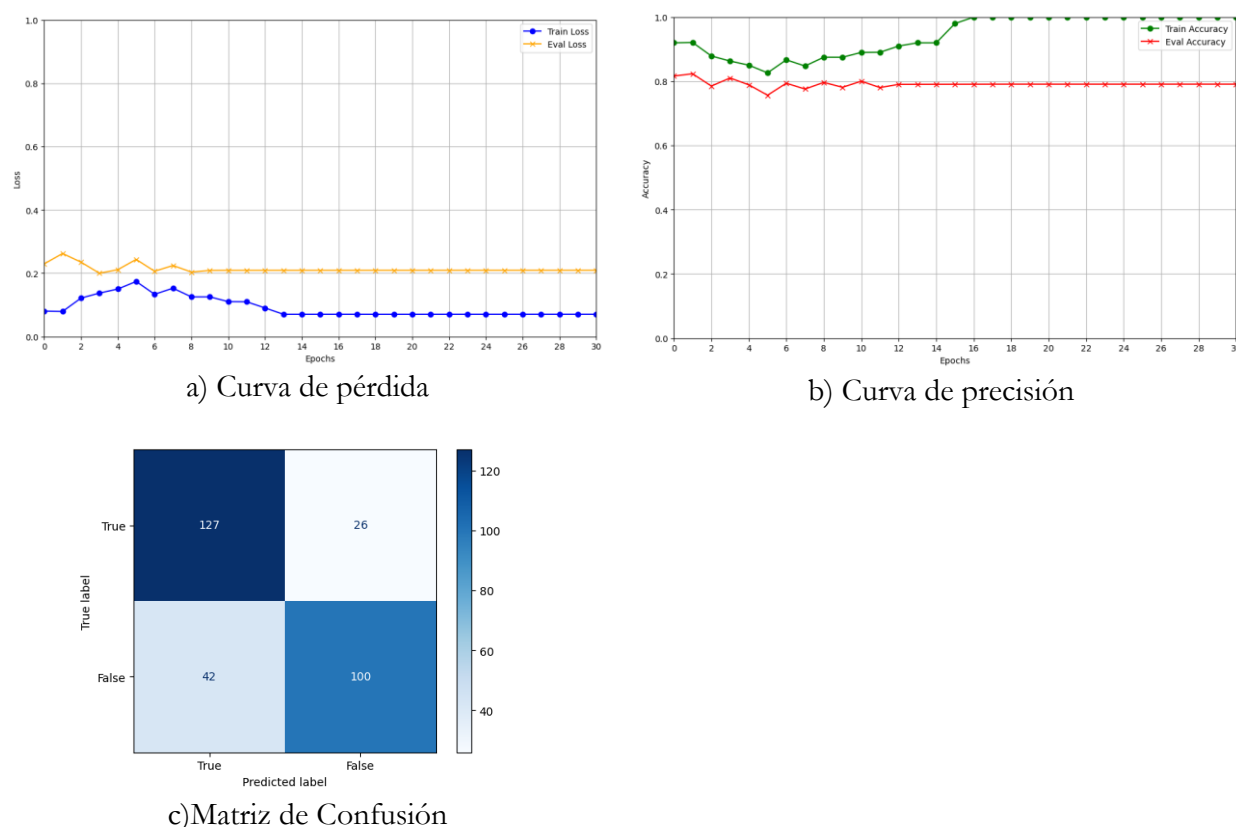 1.0
0.8
0.6
0.4
0.2
0.0
Loss
0 2 4 6 8 10 12 14 16 18 20 22 24 26 28 30
Epochs
Train Loss
Eval Loss
a) Curva de pérdida
1.0
0.8
0.6
0.4
0.2
0.0
Accuracy
0 2 4 6 8 10 12 14 16 18 20 22 24 26 28 30
Epochs
Train Accuracy
Eval Accuracy
b) Curva de precisión
True
False
True label
127 26
42 100
True False
Predicted label
120
100
80
60
40
c)Matriz de Confusión